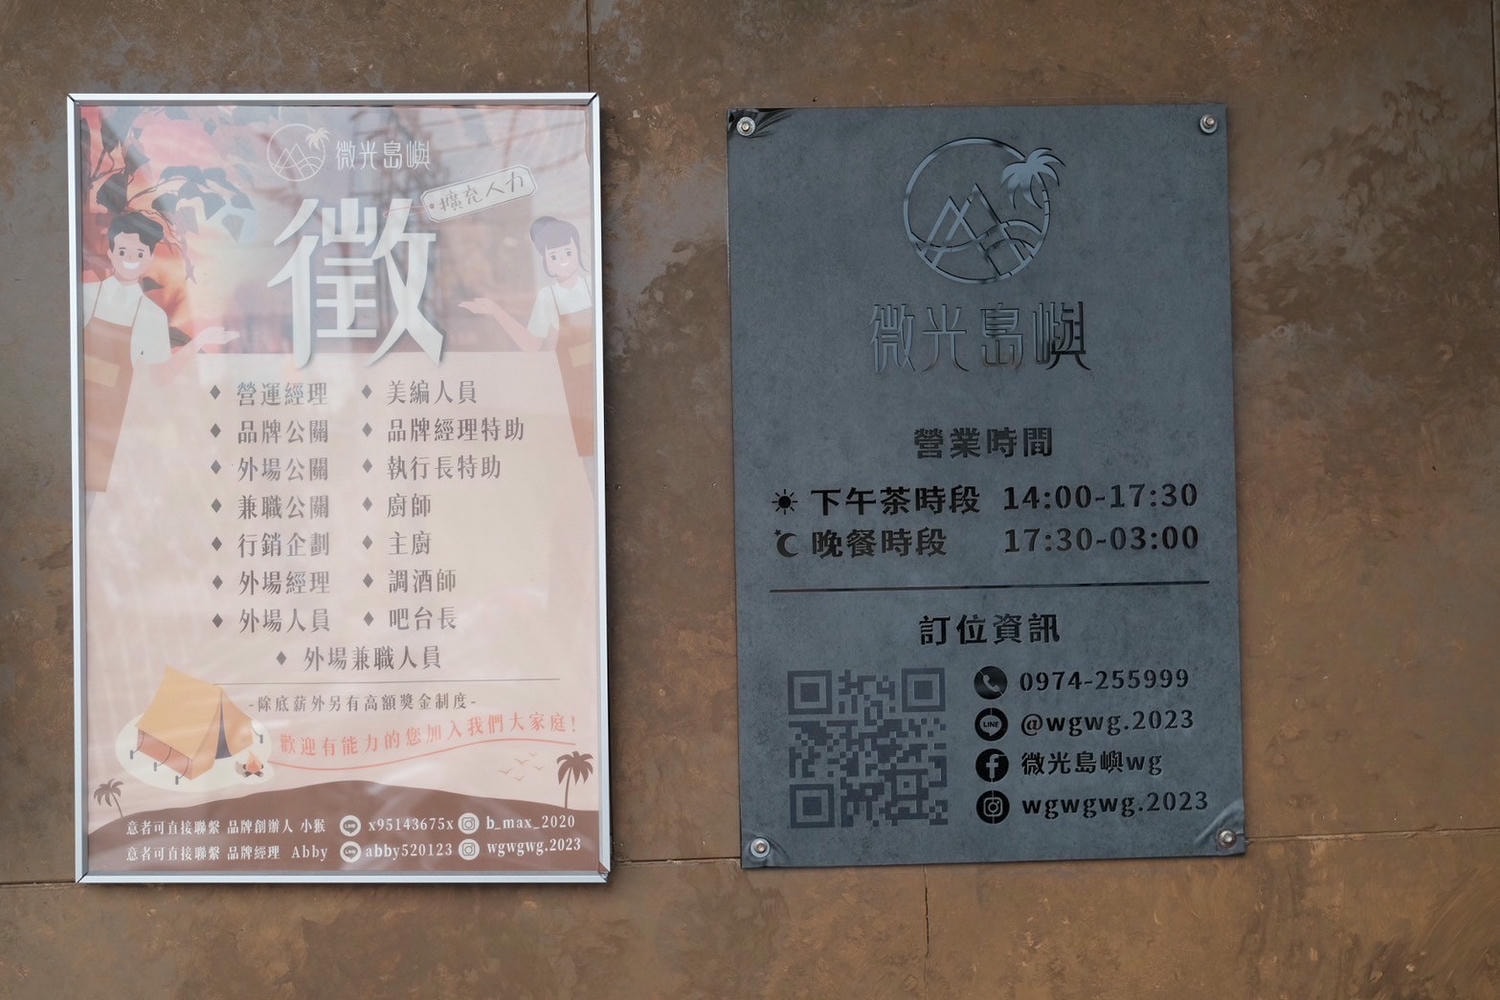 微光島嶼
擴充人力
徵
營運經理
美編人員
品牌公關
品牌經理特助
外場公關
執行長特助
兼職公關
廚師
行銷企劃
主廚
外場經理
調酒師
外場人員
吧台長
外場兼職人員
-除底薪外另有高額獎金制度-
歡迎有能力的您加入我們大家庭!
意者可直接聯繫 品牌創辦人 小猴 LINE x95143675x b_max_2020
意者可直接聯繫 品牌經理 Abby LINE abby520123 wgwgwg.2023
微光島嶼
營業時間
下午茶時段 14:00-17:30
晚餐時段 17:30-03:00
訂位資訊
0974-255999
LINE @wgwg.2023
微光島嶼wg
wgwgwg.2023